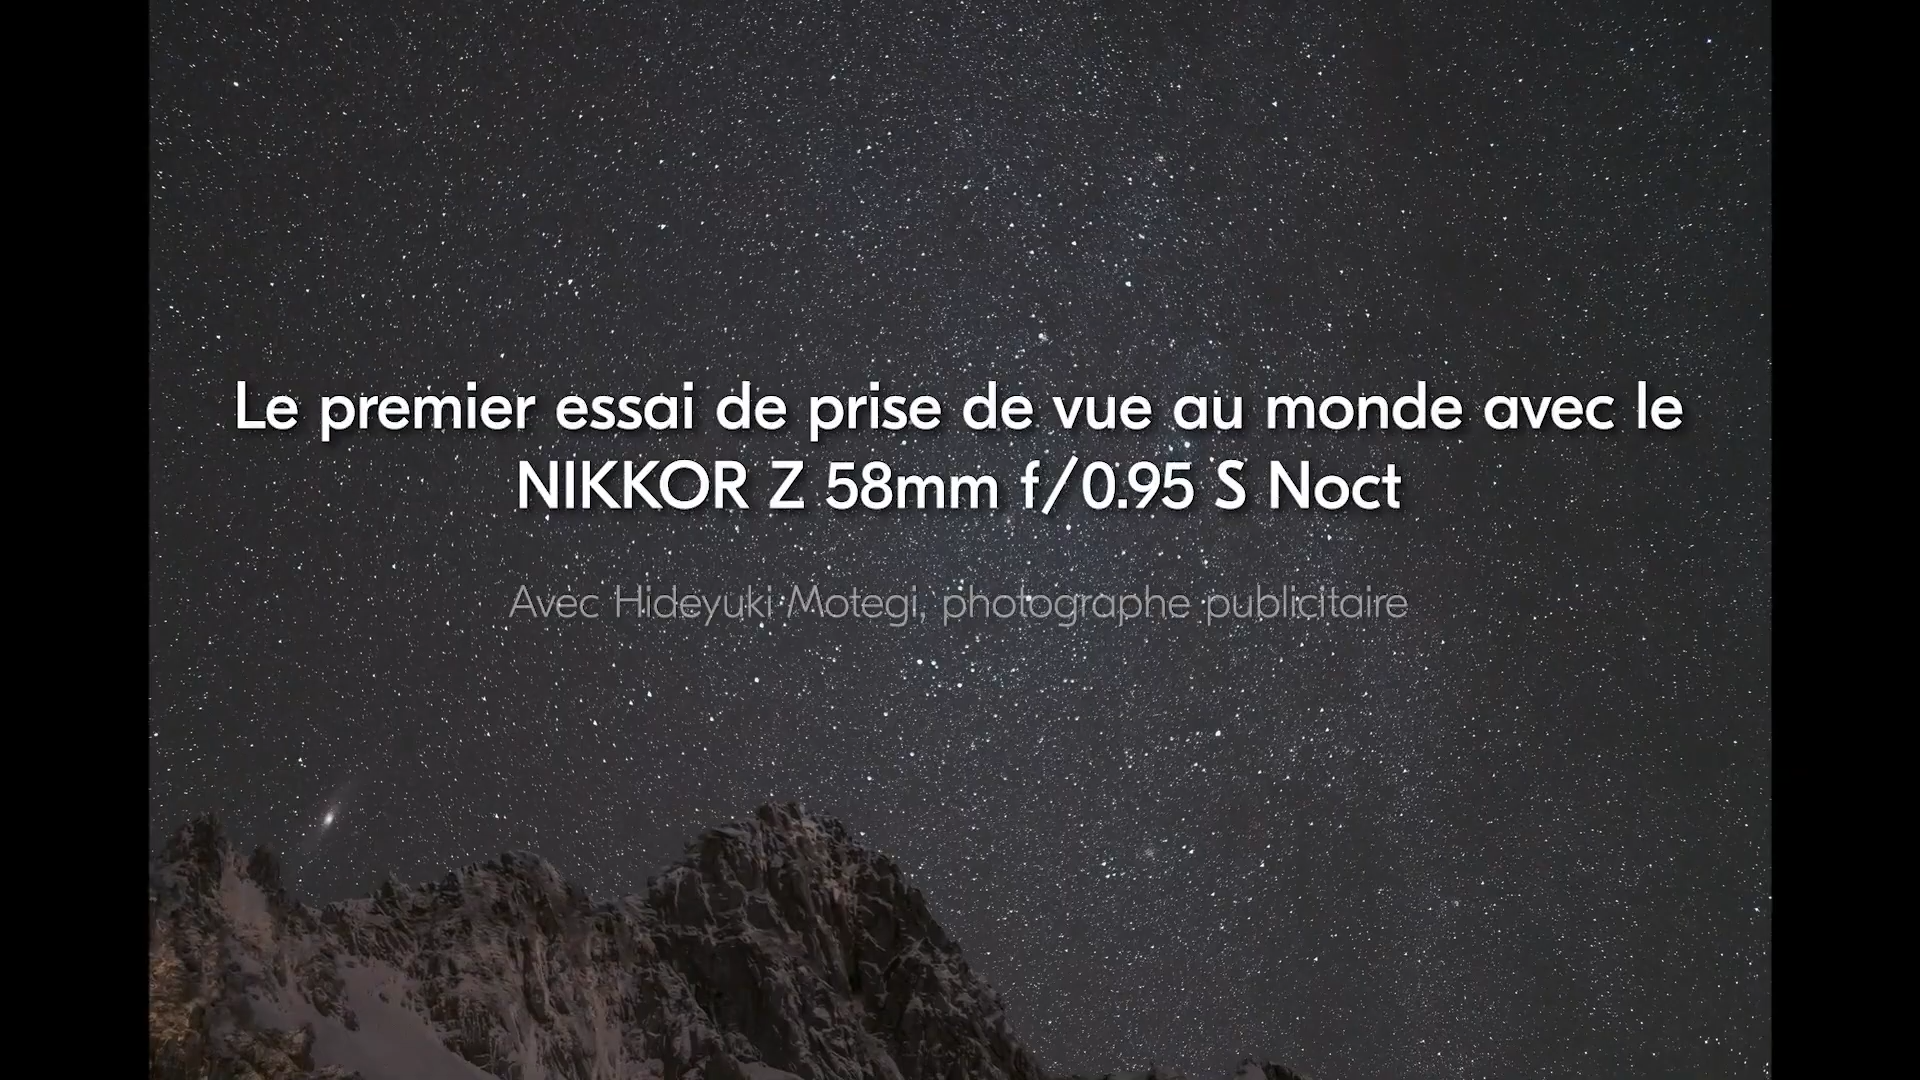 Le premier essai de prise de vue au monde avec le
NIKKOR Z 58mm f/0.95 S Noct
Avec Hideyuki Motegi, photographe publicitaire